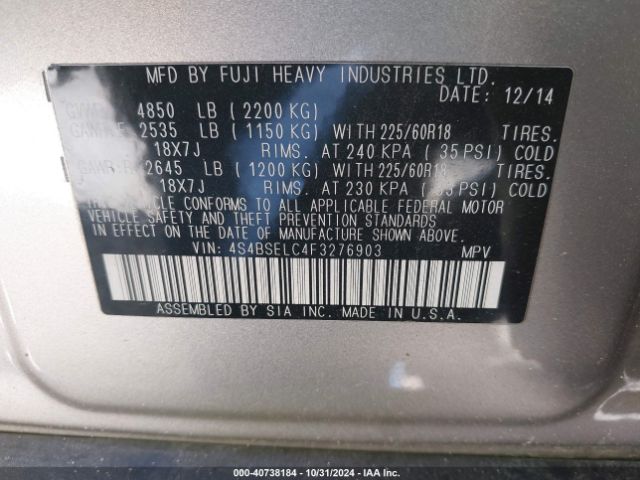 MFD BY FUJI HEAVY INDUSTRIES LTD.
DATE: 12/14
4850 LB ( 2200 KG)
2535 LB ( 1150 KG) WITH 225/60R18 TIRES.
18X7J RIMS. AT 240 KPA ( 35 PSI) COLD
2645 LB ( 1200 KG) WITH 225/60R18 TIRES.
18X7J RIMS. AT 230 KPA ( PSI) COLD
THIS VEHICLE CONFORMS TO ALL APPLICABLE FEDERAL MOTOR
VEHICLE SAFETY AND THEFT PREVENTION STANDARDS
IN EFFECT ON THE DATE OF MANUFACTURE SHOWN ABOVE.
VIN: 4S4BSELC4F3276903 MPV
ASSEMBLED BY SIA INC. MADE IN U.S.A.
000-40738184 - 10/31/2024 - IAA Inc.